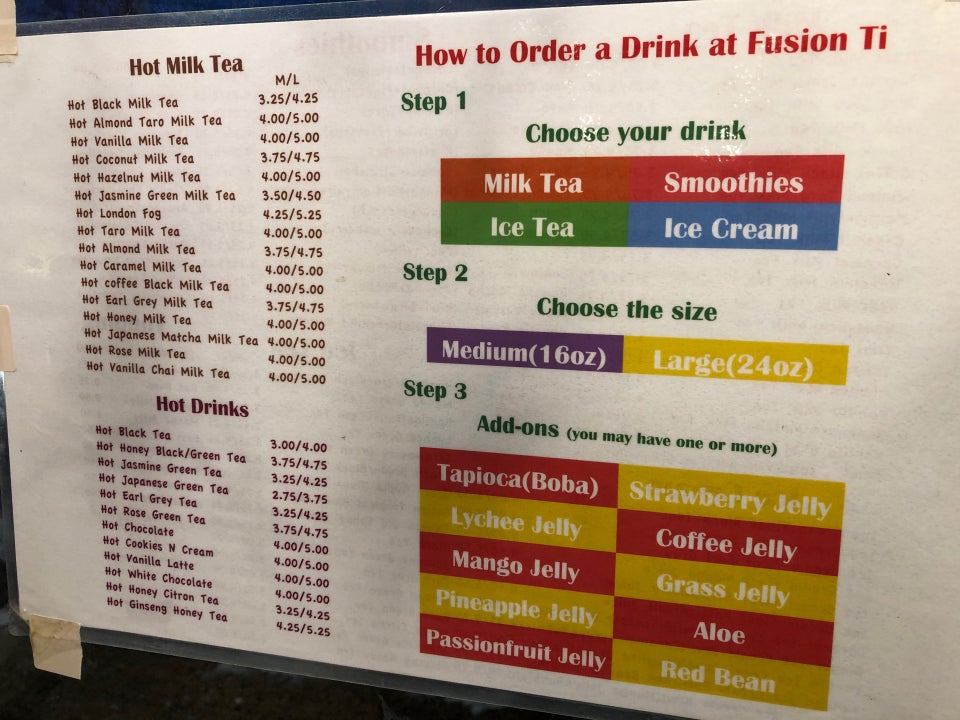 Hot Milk Tea
M/L
Hot Black Milk Tea 3.25/4.25
Hot Almond Taro Milk Tea 4.00/5.00
Hot Vanilla Milk Tea 4.00/5.00
Hot Coconut Milk Tea 3.75/4.75
Hot Hazelnut Milk Tea 4.00/5.00
Hot Jasmine Green Milk Tea 3.50/4.50
Hot London Fog 4.25/5.25
Hot Taro Milk Tea 4.00/5.00
Hot Almond Milk Tea 3.75/4.75
Hot Caramel Milk Tea 4.00/5.00
Hot coffee Black Milk Tea 4.00/5.00
Hot Earl Grey Milk Tea 3.75/4.75
Hot Honey Milk Tea 4.00/5.00
Hot Japanese Matcha Milk Tea 4.00/5.00
Hot Rose Milk Tea 4.00/5.00
Hot Vanilla Chai Milk Tea 4.00/5.00
Hot Drinks
Hot Black Tea 3.00/4.00
Hot Honey Black/Green Tea 3.75/4.75
Hot Jasmine Green Tea 3.25/4.25
Hot Japanese Green Tea 2.75/3.75
Hot Earl Grey Tea 3.25/4.25
Hot Rose Green Tea 3.75/4.75
Hot Chocolate 4.00/5.00
Hot Cookies N Cream 4.00/5.00
Hot Vanilla Latte 4.00/5.00
Hot White Chocolate 4.00/5.00
Hot Honey Citron Tea 3.25/4.25
Hot Ginseng Honey Tea 4.25/5.25
How to Order a Drink at Fusion Ti
Step 1
Choose your drink
Milk Tea Smoothies
Ice Tea Ice Cream
Step 2
Choose the size
Medium(16oz) Large(24oz)
Step 3
Add-ons (you may have one or more)
Tapioca(Boba) Strawberry Jelly
Lychee Jelly Coffee Jelly
Mango Jelly Grass Jelly
Pineapple Jelly Aloe
Passionfruit Jelly Red Bean